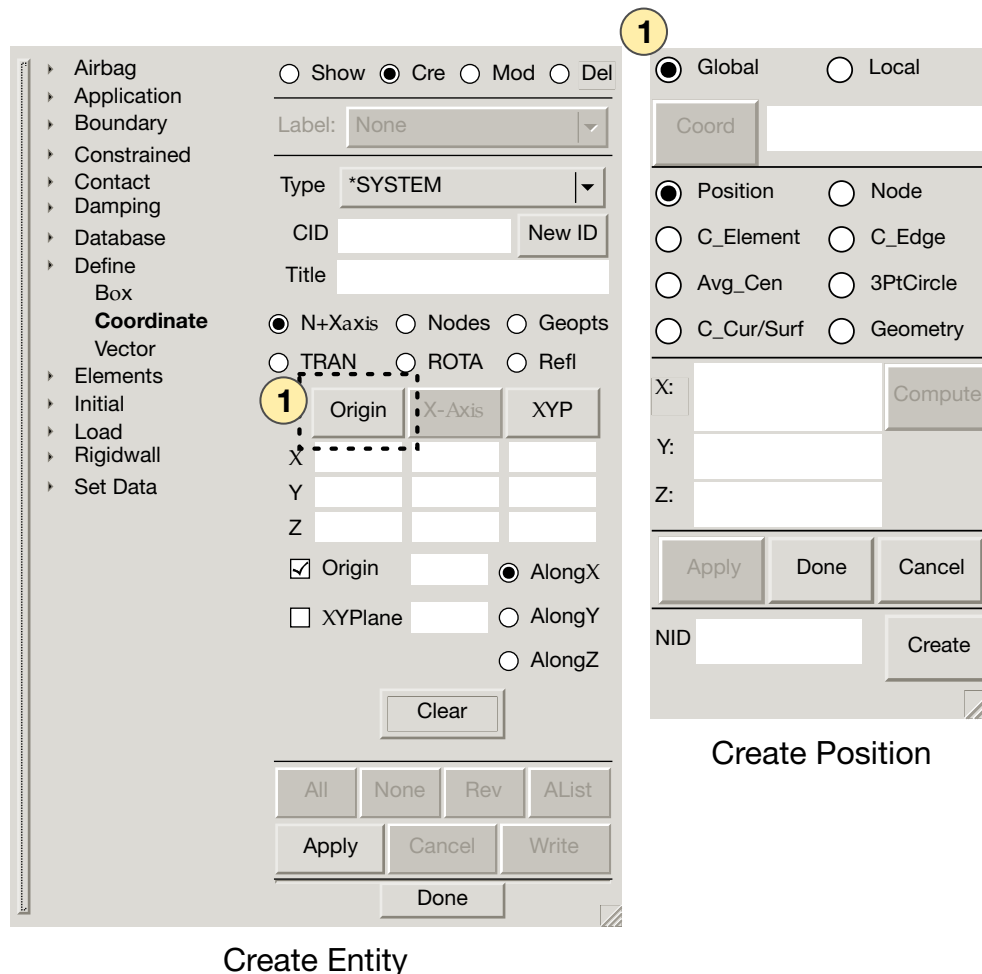 Airbag
Application
Boundary
Constrained
Contact
Damping
Database
Define
Box
Coordinate
Vector
Elements
Initial
Load
Rigidwall
Set Data
Show Cre Mod Del
Label: None
Type *SYSTEM
CID New ID
Title
N+Xaxis Nodes Geopts
TRAN ROTA Refl
1 Origin X-Axis XYP
X
Y
Z
Origin AlongX
XYPlane AlongY
AlongZ
Clear
All None Rev AList
Apply Cancel Write
Done
Create Entity
1
Global Local
Coord
Position Node
C_Element C_Edge
Avg_Cen 3PtCircle
C_Cur/Surf Geometry
X: Compute
Y:
Z:
Apply Done Cancel
NID Create
Create Position